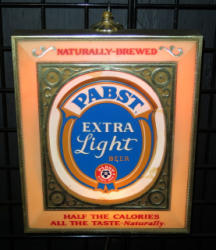 NATURALLY-BREWED
PABST
EXTRA
Light
BEER
HALF THE CALORIES
ALL THE TASTE-Naturally.